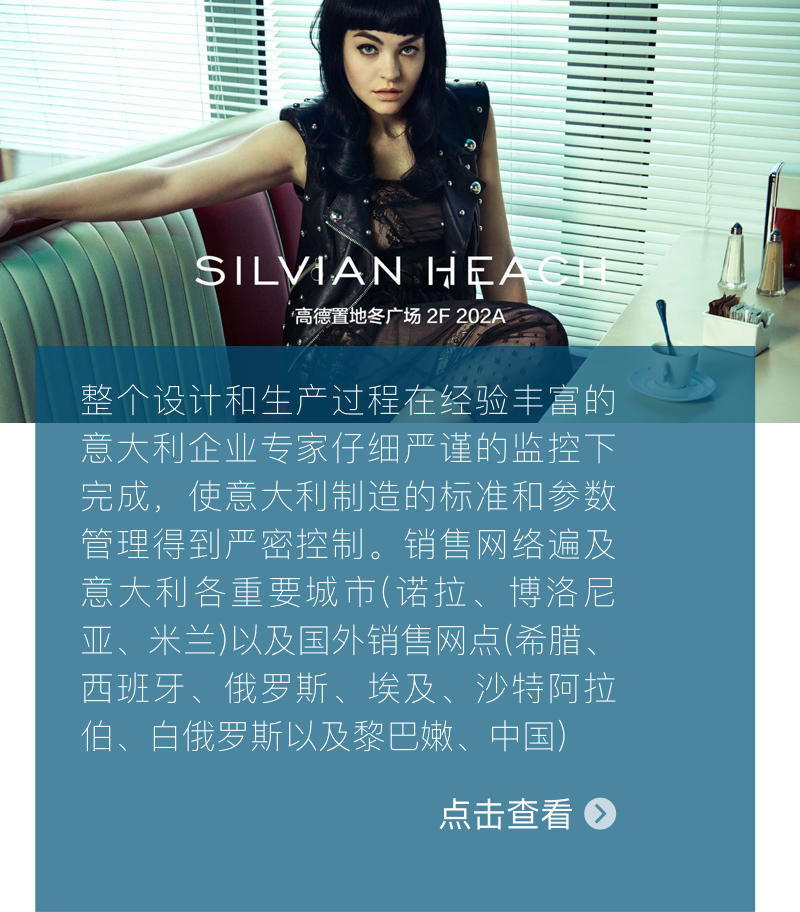 SILVIAN HEACH
高德置地冬广场 2F 202A
整个设计和生产过程在经验丰富的
意大利企业专家仔细严谨的监控下
完成，使意大利制造的标准和参数
管理得到严密控制。销售网络遍及
意大利各重要城市(诺拉、博洛尼
亚、米兰)以及国外销售网点(希腊、
西班牙、俄罗斯、埃及、沙特阿拉
伯、白俄罗斯以及黎巴嫩、中国)
点击查看